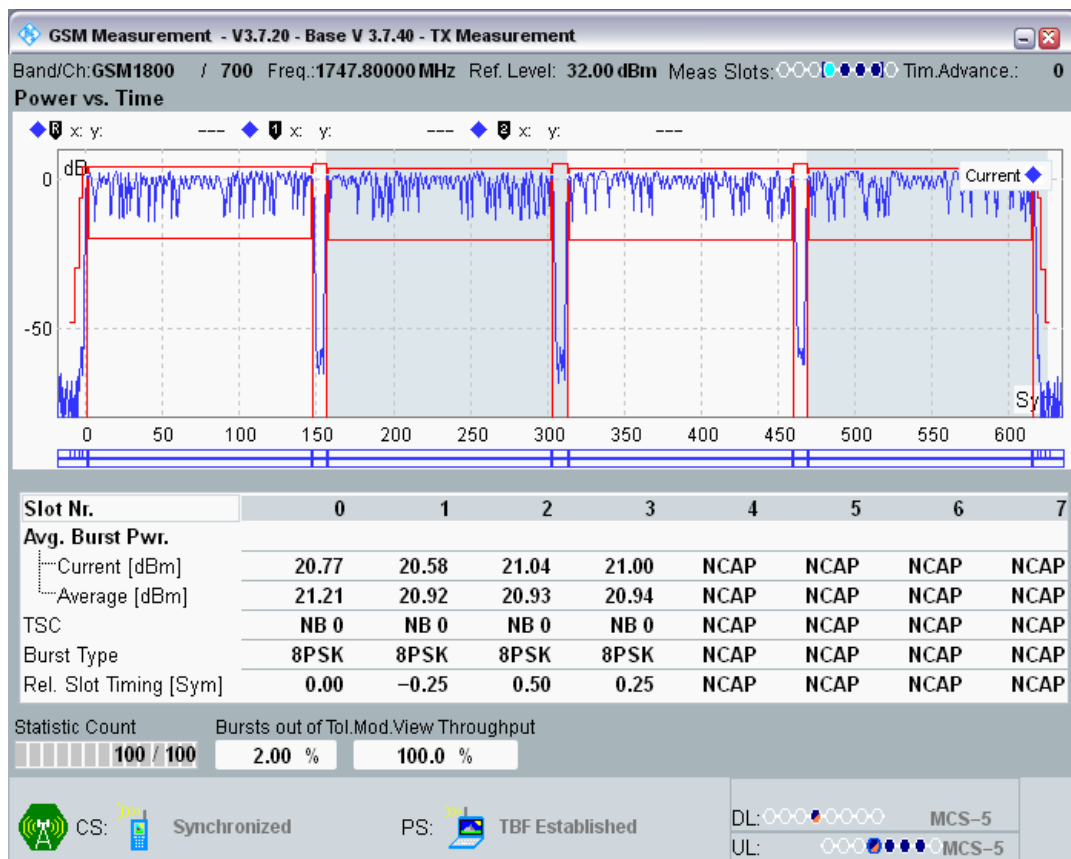 GSM Measurement - V3.7.20 - Base V 3.7.40 - TX Measurement
Band/Ch:GSM1800 / 700 Freq.:1747.80000 MHz Ref. Level: 32.00 dBm Meas Slots: Tim.Advance.: 0
Power vs. Time
R x: y: --- 1 x: y: --- 2 x: y: ---
dB
Current
0
-50
Sy
0 50 100 150 200 250 300 350 400 450 500 550 600
Slot Nr. 0 1 2 3 4 5 6 7
Avg. Burst Pwr.
Current [dBm] 20.77 20.58 21.04 21.00 NCAP NCAP NCAP NCAP
Average [dBm] 21.21 20.92 20.93 20.94 NCAP NCAP NCAP NCAP
TSC NB 0 NB 0 NB 0 NB 0 NCAP NCAP NCAP NCAP
Burst Type 8PSK 8PSK 8PSK 8PSK NCAP NCAP NCAP NCAP
Rel. Slot Timing [Sym] 0.00 −0.25 0.50 0.25 NCAP NCAP NCAP NCAP
Statistic Count Bursts out of Tol.Mod.View Throughput
100 / 100 2.00 % 100.0 %
CS: Synchronized PS: TBF Established
DL: MCS−5
UL: MCS−5